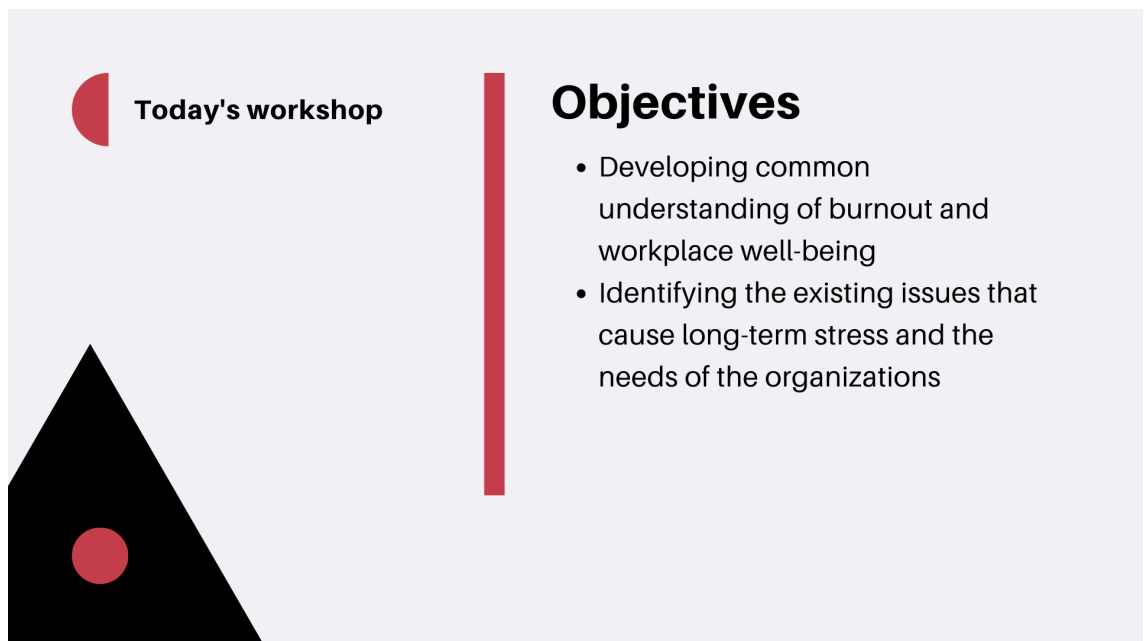 Today's workshop
Objectives
• Developing common
understanding of burnout and
workplace well-being
• Identifying the existing issues that
cause long-term stress and the
needs of the organizations